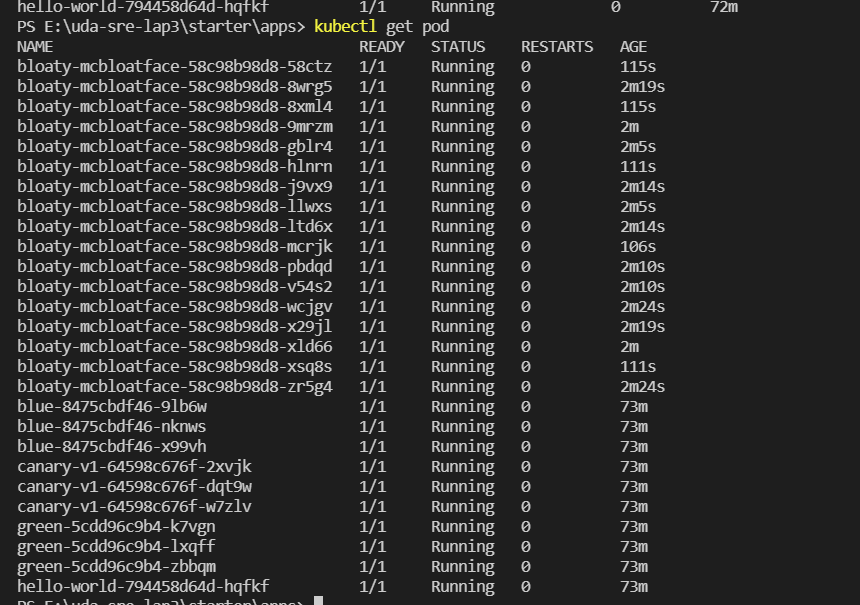 hello-world-794458d64d-hqfkf 1/1 Running 0 72m
PS E:\uda-sre-lap3\starter\apps> kubectl get pod
NAME READY STATUS RESTARTS AGE
bloaty-mcbloatface-58c98b98d8-58ctz 1/1 Running 0 115s
bloaty-mcbloatface-58c98b98d8-8wrg5 1/1 Running 0 2m19s
bloaty-mcbloatface-58c98b98d8-8xml4 1/1 Running 0 115s
bloaty-mcbloatface-58c98b98d8-9mrzm 1/1 Running 0 2m
bloaty-mcbloatface-58c98b98d8-gblr4 1/1 Running 0 2m5s
bloaty-mcbloatface-58c98b98d8-hlnrn 1/1 Running 0 111s
bloaty-mcbloatface-58c98b98d8-j9vx9 1/1 Running 0 2m14s
bloaty-mcbloatface-58c98b98d8-llwxs 1/1 Running 0 2m5s
bloaty-mcbloatface-58c98b98d8-ltd6x 1/1 Running 0 2m14s
bloaty-mcbloatface-58c98b98d8-mcrjk 1/1 Running 0 106s
bloaty-mcbloatface-58c98b98d8-pbdqd 1/1 Running 0 2m10s
bloaty-mcbloatface-58c98b98d8-v54s2 1/1 Running 0 2m10s
bloaty-mcbloatface-58c98b98d8-wcjgv 1/1 Running 0 2m24s
bloaty-mcbloatface-58c98b98d8-x29jl 1/1 Running 0 2m19s
bloaty-mcbloatface-58c98b98d8-xld66 1/1 Running 0 2m
bloaty-mcbloatface-58c98b98d8-xsq8s 1/1 Running 0 111s
bloaty-mcbloatface-58c98b98d8-zr5g4 1/1 Running 0 2m24s
blue-8475cbdf46-9lb6w 1/1 Running 0 73m
blue-8475cbdf46-nknws 1/1 Running 0 73m
blue-8475cbdf46-x99vh 1/1 Running 0 73m
canary-v1-64598c676f-2xvjk 1/1 Running 0 73m
canary-v1-64598c676f-dqt9w 1/1 Running 0 73m
canary-v1-64598c676f-w7zlv 1/1 Running 0 73m
green-5cdd96c9b4-k7vgn 1/1 Running 0 73m
green-5cdd96c9b4-lxqff 1/1 Running 0 73m
green-5cdd96c9b4-zbbqm 1/1 Running 0 73m
hello-world-794458d64d-hqfkf 1/1 Running 0 73m
PS E:\uda-sre-lap3\starter\apps>